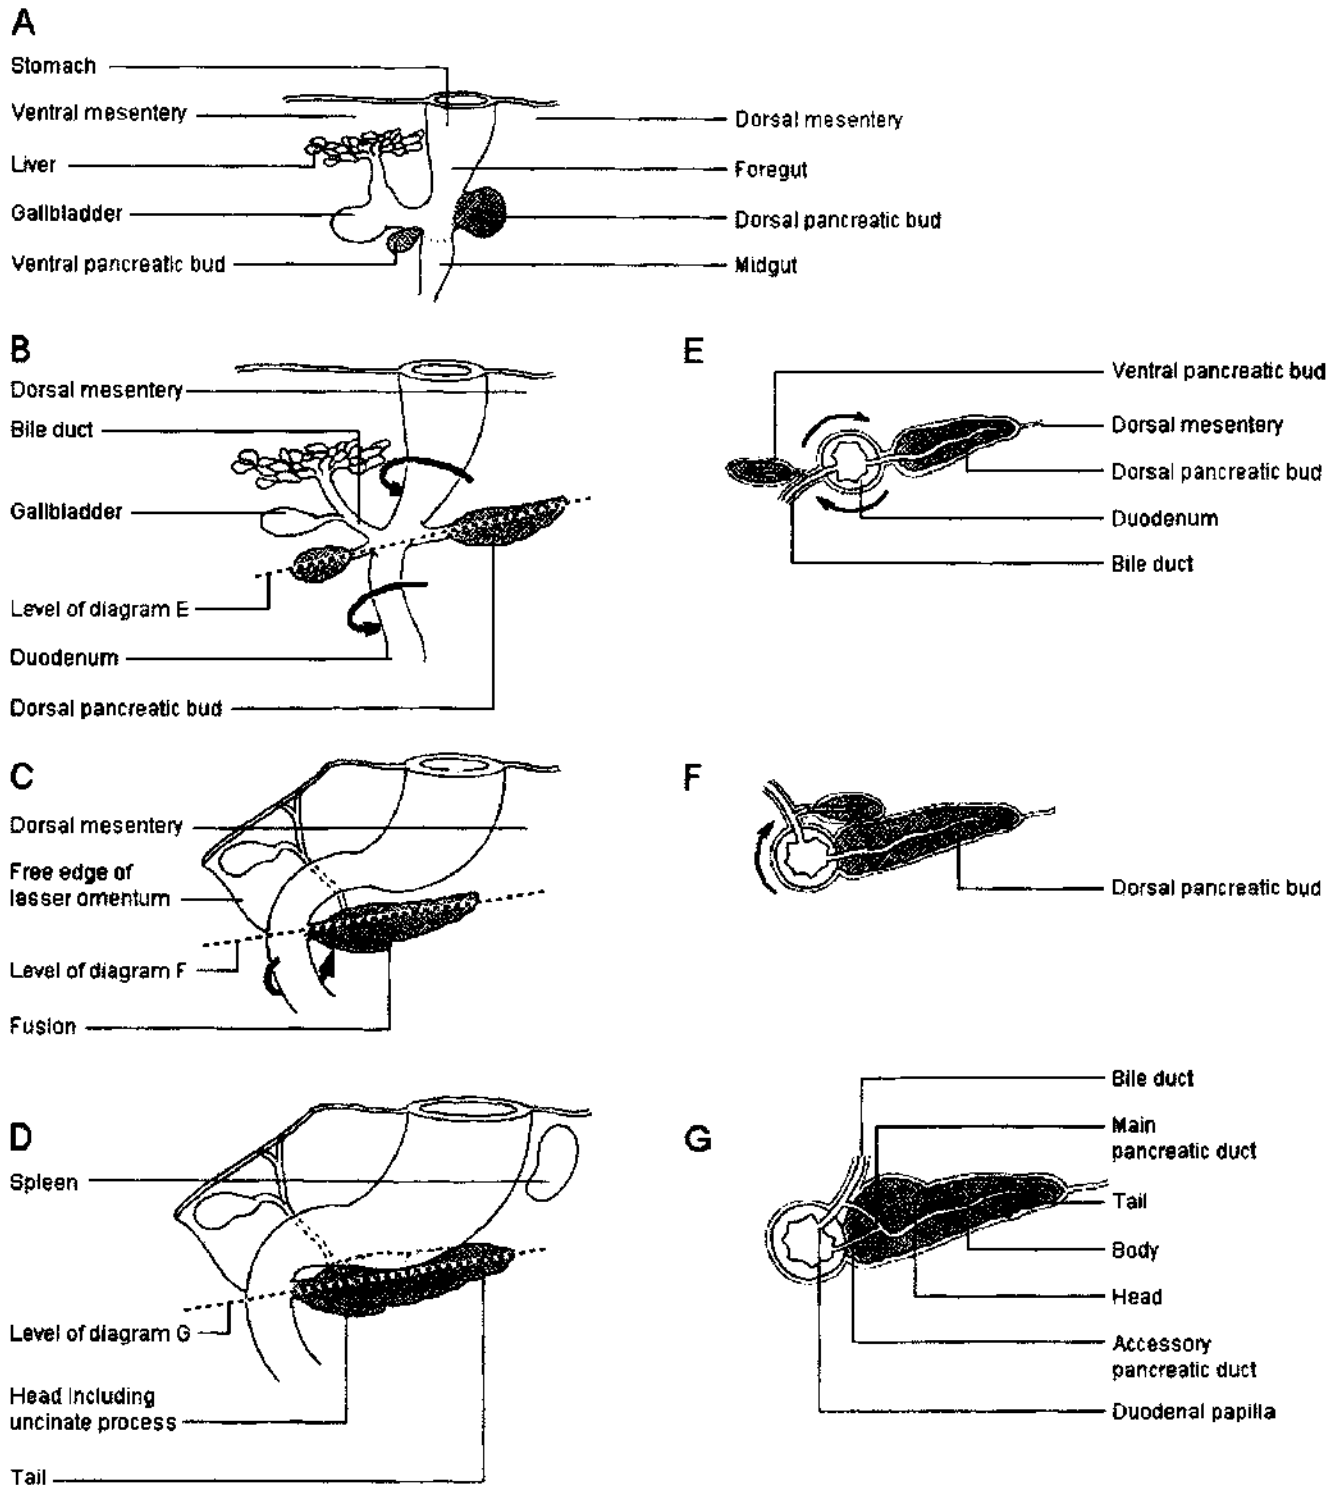 A
Stomach
Ventral mesentery
Liver
Gallbladder
Ventral pancreatic bud
Dorsal mesentery
Foregut
Dorsal pancreatic bud
Midgut
B
Dorsal mesentery
Bile duct
Gallbladder
Level of diagram E
Duodenum
Dorsal pancreatic bud
E
Ventral pancreatic bud
Dorsal mesentery
Dorsal pancreatic bud
Duodenum
Bile duct
C
Dorsal mesentery
Free edge of
lesser omentum
Level of diagram F
Fusion
F
Dorsal pancreatic bud
D
Spleen
Level of diagram G
Head including
uncinate process
Tail
G
Bile duct
Main
pancreatic duct
Tail
Body
Head
Accessory
pancreatic duct
Duodenal papilla